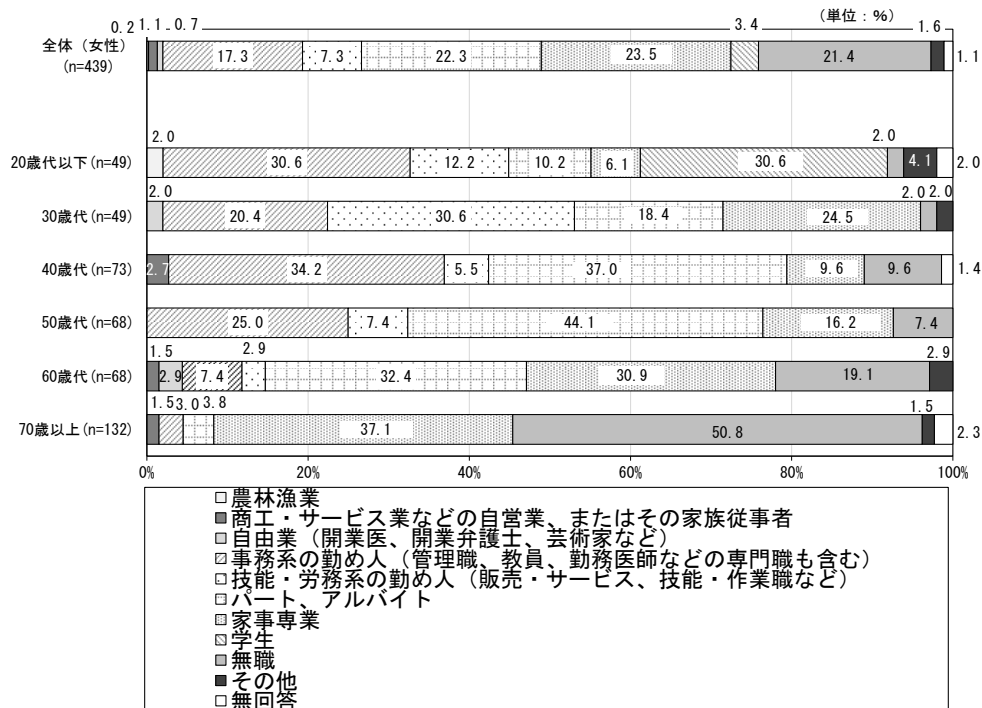 （単位：%）
0.2 1.1 0.7 3.4 1.6
全体（女性）
(n=439)
17.3 7.3 22.3 23.5 21.4 1.1
2.0 2.0
20歳代以下(n=49) 30.6 12.2 10.2 6.1 30.6 4.1 2.0
2.0 2.0 2.0
30歳代(n=49) 20.4 30.6 18.4 24.5
40歳代(n=73) 2.7 34.2 5.5 37.0 9.6 9.6 1.4
50歳代(n=68) 25.0 7.4 44.1 16.2 7.4
1.5 2.9 2.9
60歳代(n=68) 2.9 7.4 32.4 30.9 19.1
1.5 3.0 3.8 1.5
70歳以上(n=132) 37.1 50.8 2.3
0% 20% 40% 60% 80% 100%
農林漁業
商工・サービス業などの自営業、またはその家族従事者
自由業（開業医、開業弁護士、芸術家など）
事務系の勤め人（管理職、教員、勤務医師などの専門職も含む）
技能・労務系の勤め人（販売・サービス、技能・作業職など）
パート、アルバイト
家事専業
学生
無職
その他
無回答